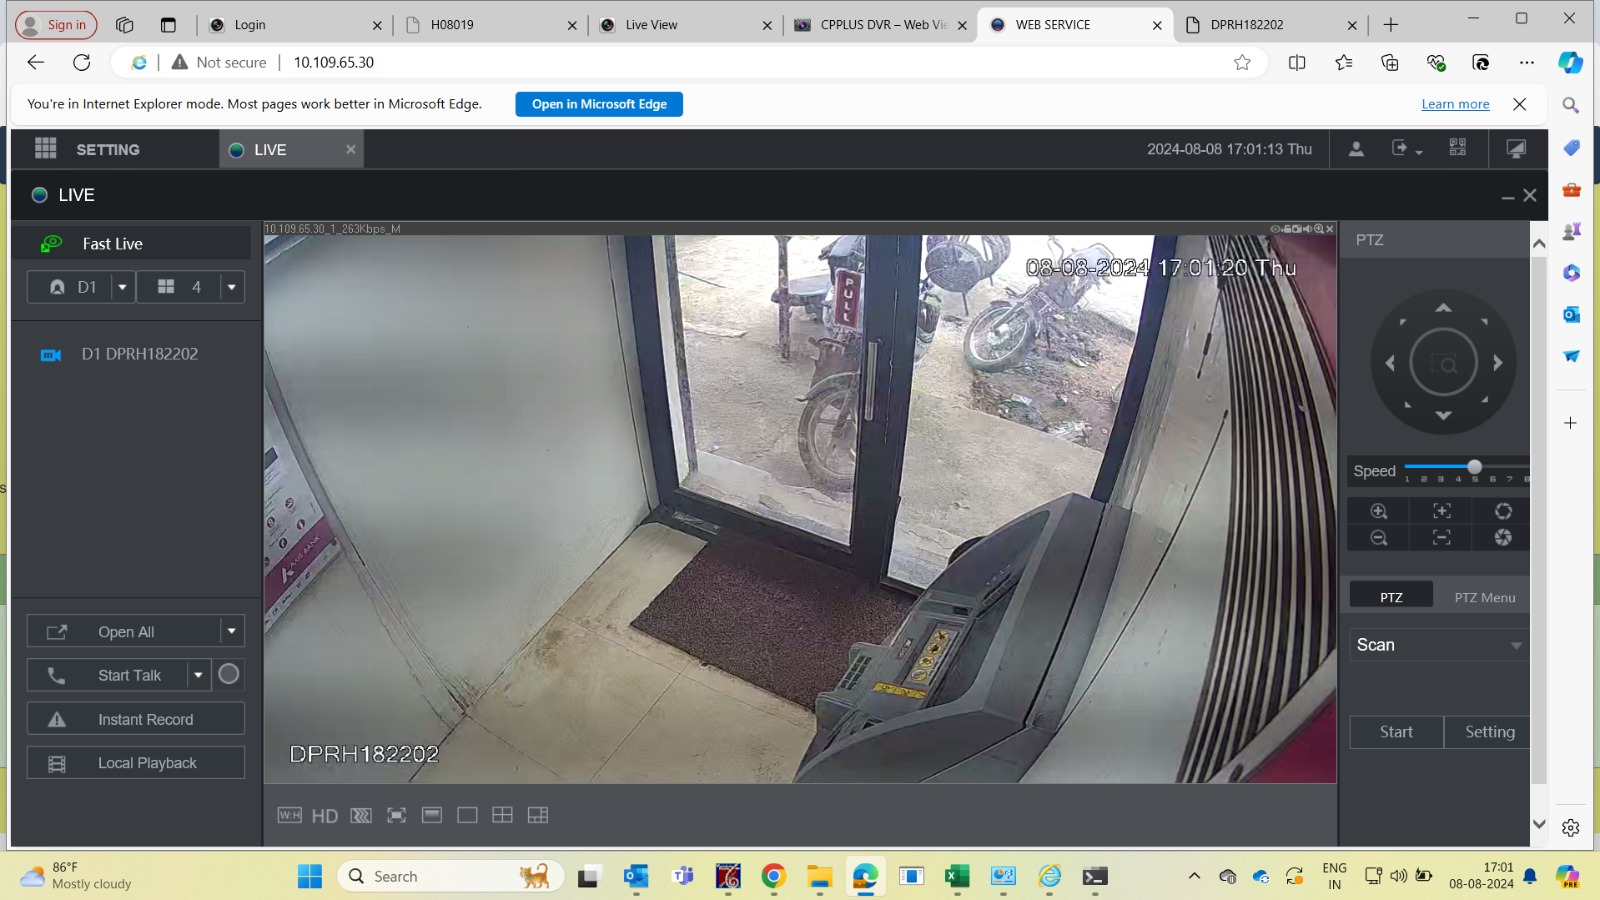 Sign in
Login
H08019
Live View
CPPLUS DVR – Web Vie
WEB SERVICE
DPRH182202
Not secure
10.109.65.30
You're in Internet Explorer mode. Most pages work better in Microsoft Edge.
Open in Microsoft Edge
Learn more
SETTING
LIVE
2024-08-08 17:01:13 Thu
LIVE
Fast Live
D1
4
D1 DPRH182202
Open All
Start Talk
Instant Record
Local Playback
10.109.65.30_1_263Kbps_M
08-08-2024 17:01:20 Thu
PULL
AXIS BANK
DPRH182202
W:H
HD
PTZ
Speed
1 2 3 4 5 6 7 8
PTZ
PTZ Menu
Scan
Start
Setting
86°F
Mostly cloudy
Search
ENG
IN
17:01
08-08-2024
PRE